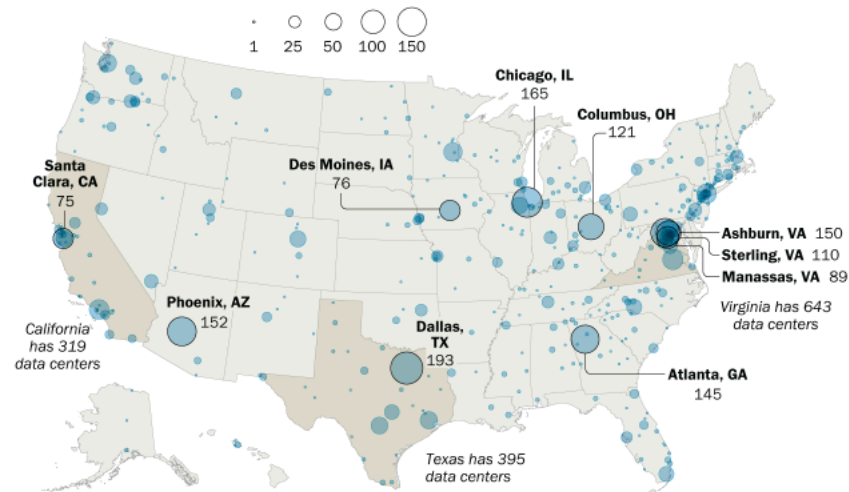 1 25 50 100 150
Chicago, IL
165
Columbus, OH
121
Santa
Clara, CA
75
Des Moines, IA
76
Ashburn, VA 150
Sterling, VA 110
Manassas, VA 89
Virginia has 643
data centers
Phoenix, AZ
152
California
has 319
data centers
Dallas,
TX
193
Atlanta, GA
145
Texas has 395
data centers